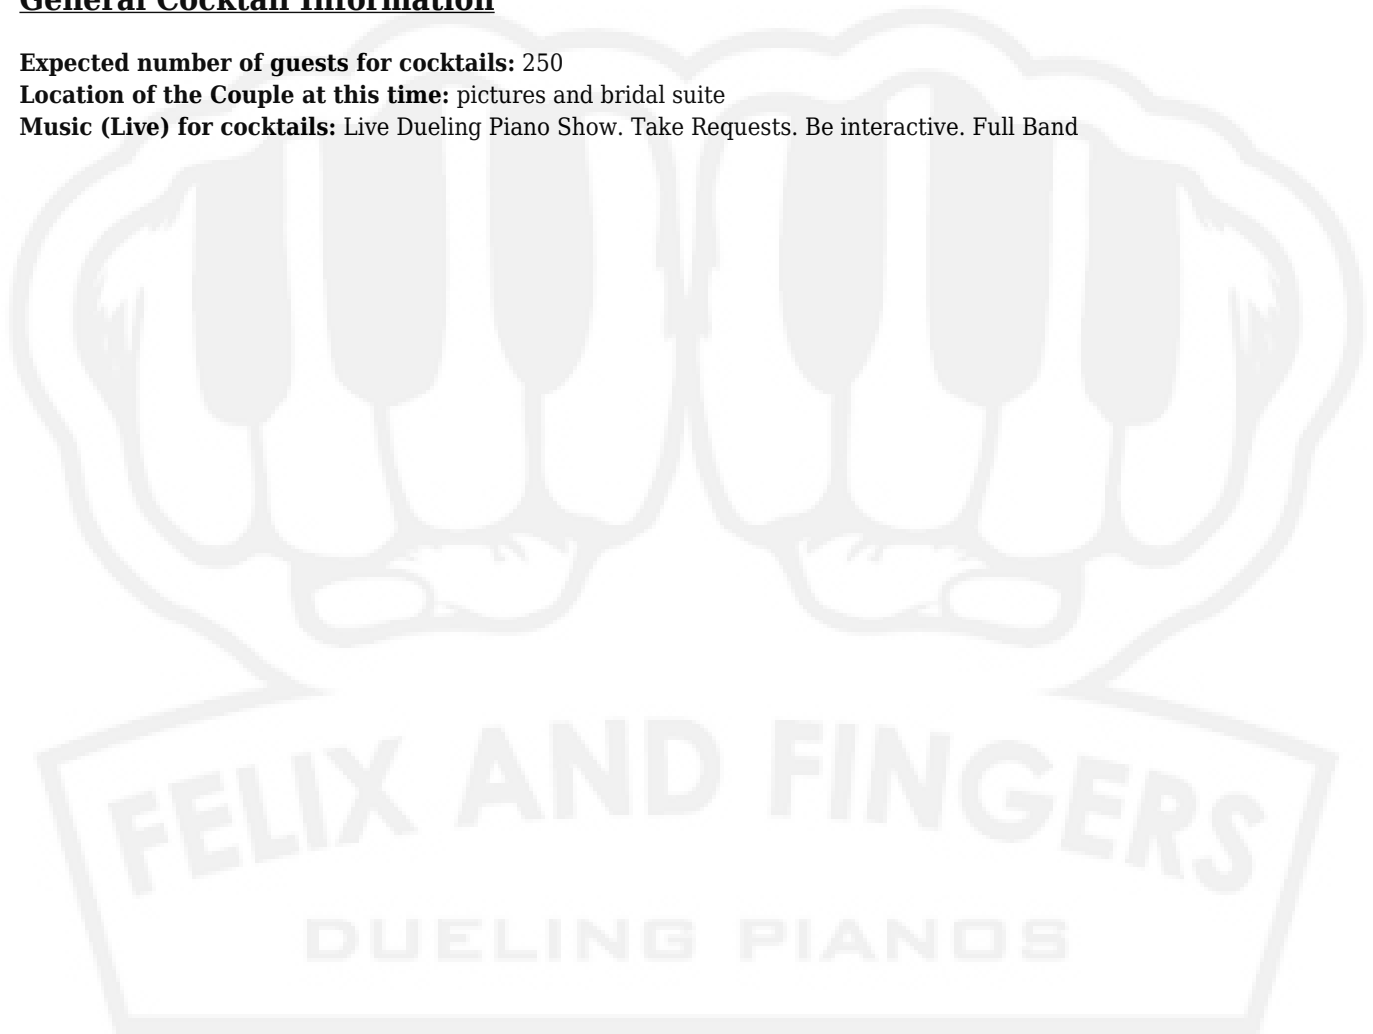 General Cocktail Information
Expected number of guests for cocktails: 250
Location of the Couple at this time: pictures and bridal suite
Music (Live) for cocktails: Live Dueling Piano Show. Take Requests. Be interactive. Full Band
FELIX AND FINGERS
DUELING PIANOS